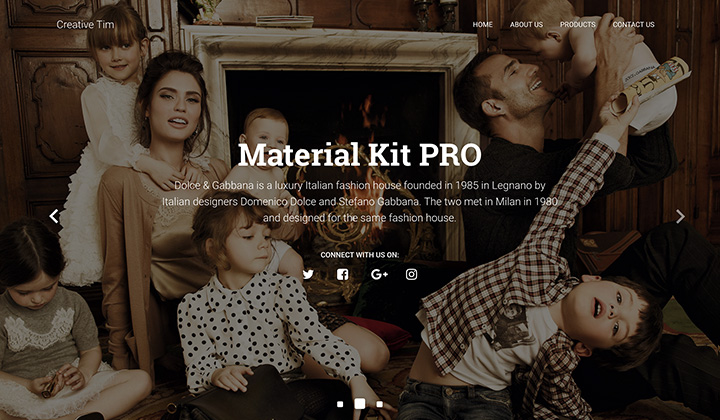 Creative Tim
HOME ABOUT US PRODUCTS CONTACT US
Material Kit PRO
Dolce & Gabbana is a luxury Italian fashion house founded in 1985 in Legnano by
Italian designers Domenico Dolce and Stefano Gabbana. The two met in Milan in 1980
and designed for the same fashion house.
CONNECT WITH US ON: